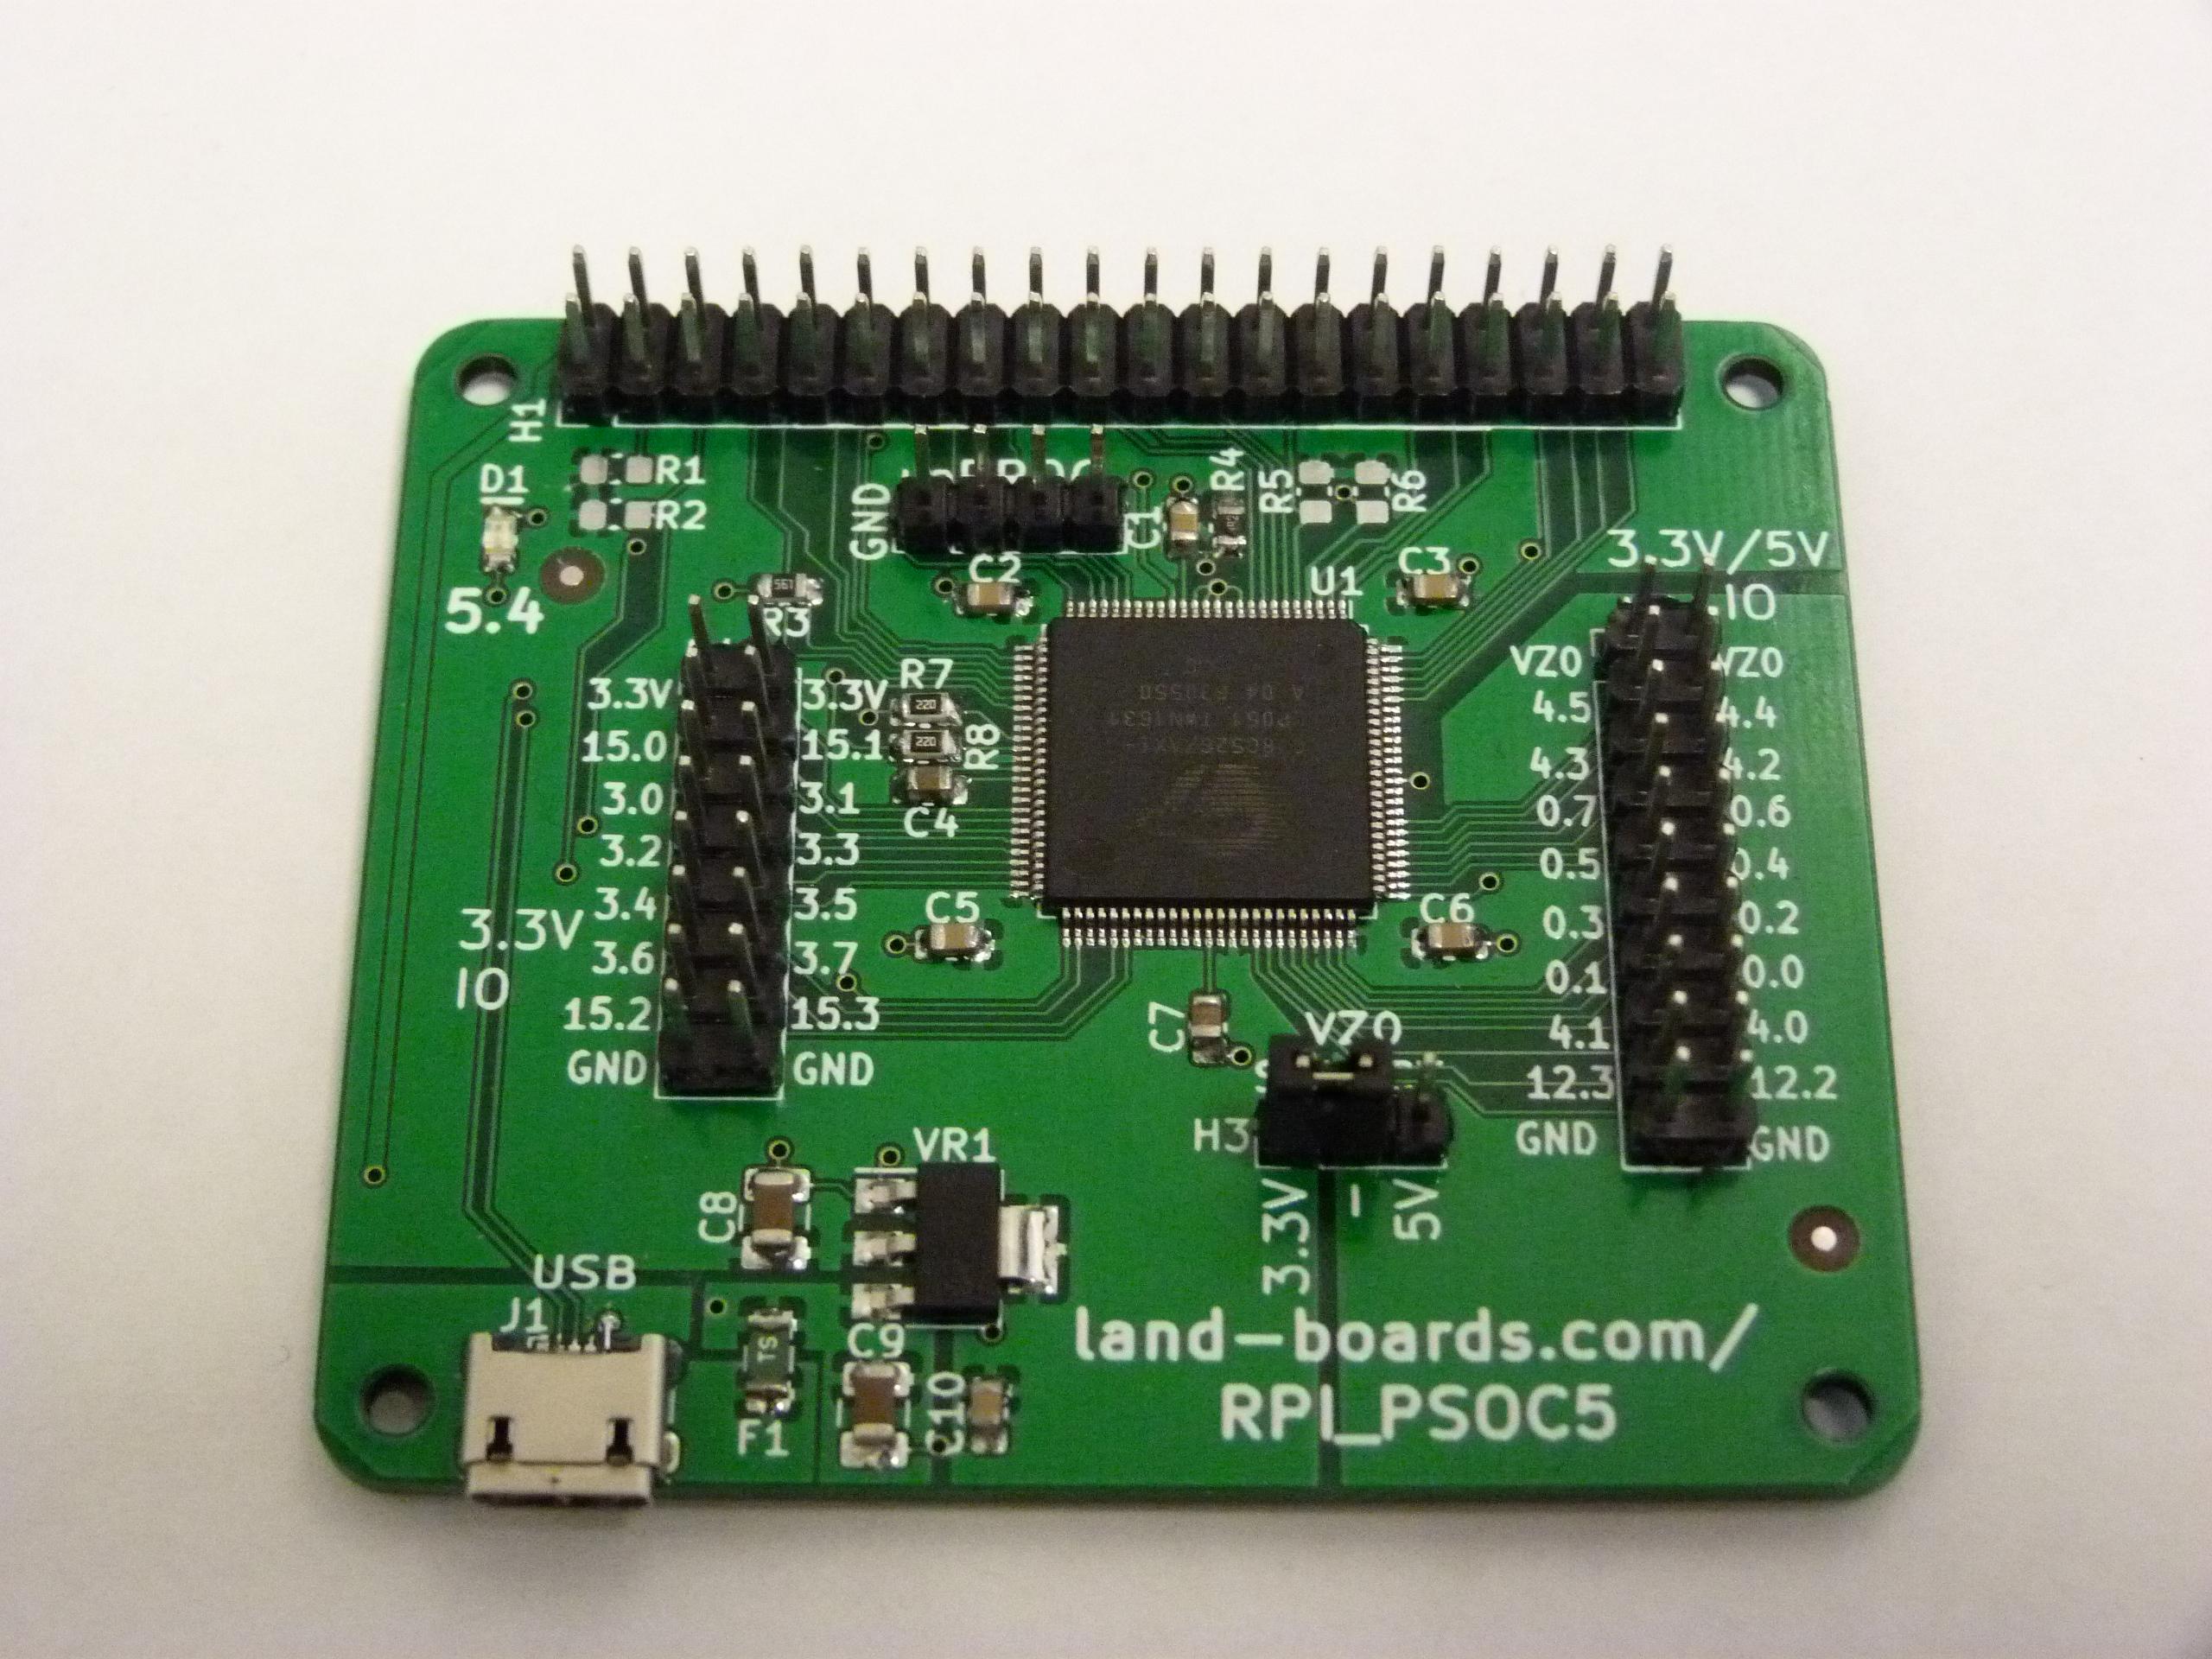 H1
D1
R1
R2
GND
C1
R4
R5
R6
5.4
561
R3
C2
U1
C3
3.3V/5V
IO
3.3V 3.3V
15.0 15.1
3.0 3.1
3.2 3.3
3.4 3.5
3.6 3.7
15.2 15.3
GND GND
3.3V
IO
R7
220
220
R8
C4
C5
C6
C7
VZO VZO
4.5 4.4
4.3 4.2
0.7 0.6
0.5 0.4
0.3 0.2
0.1 0.0
4.1 4.0
12.3 12.2
GND GND
VZO
H3
3.3V
–
5V
VR1
C8
USB
J1
TS
F1
C9
C10
land-boards.com/
RPI_PSOC5